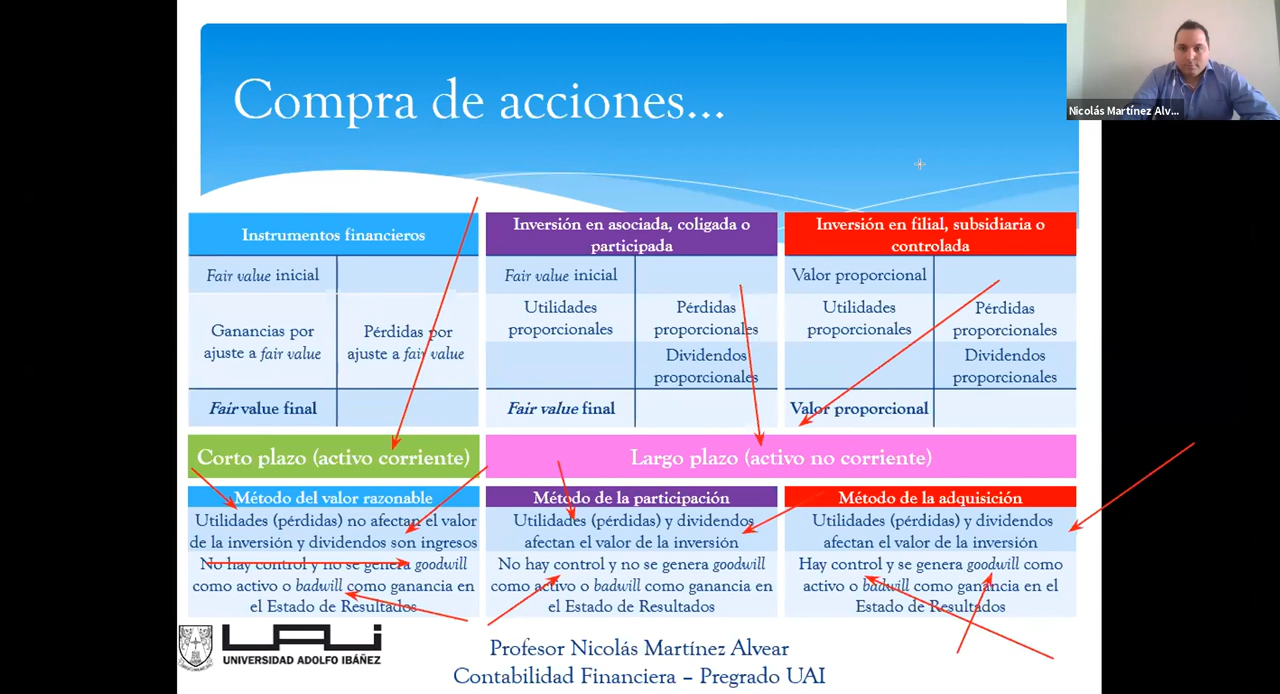 Compra de acciones...
Nicolás Martínez Alv...
Instrumentos financieros
Fair value inicial
Ganancias por
ajuste a fair value
Pérdidas por
ajuste a fair value
Fair value final
Inversión en asociada, coligada o
participada
Fair value inicial
Utilidades
proporcionales
Pérdidas
proporcionales
Dividendos
proporcionales
Fair value final
Inversión en filial, subsidiaria o
controlada
Valor proporcional
Utilidades
proporcionales
Pérdidas
proporcionales
Dividendos
proporcionales
Valor proporcional
Corto plazo (activo corriente)
Largo plazo (activo no corriente)
Método del valor razonable
Utilidades (pérdidas) no afectan el valor
de la inversión y dividendos son ingresos
No hay control y no se genera goodwill
como activo o badwill como ganancia en
el Estado de Resultados
Método de la participación
Utilidades (pérdidas) y dividendos
afectan el valor de la inversión
No hay control y no se genera goodwill
como activo o badwill como ganancia en
el Estado de Resultados
Método de la adquisición
Utilidades (pérdidas) y dividendos
afectan el valor de la inversión
Hay control y se genera goodwill como
activo o badwill como ganancia en el
Estado de Resultados
UAI
UNIVERSIDAD ADOLFO IBÁÑEZ
Profesor Nicolás Martínez Alvear
Contabilidad Financiera – Pregrado UAI